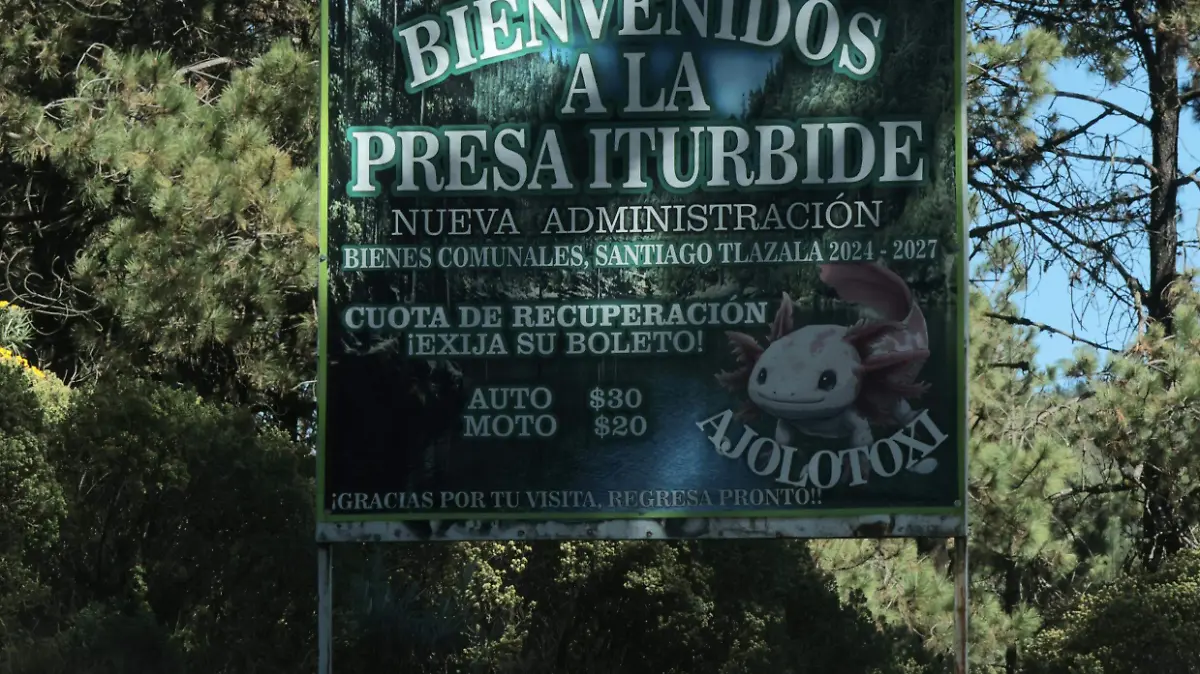 BIENVENIDOS
A LA
PRESA ITURBIDE
NUEVA ADMINISTRACIÓN
BIENES COMUNALES, SANTIAGO TLAZALA 2024 - 2027
CUOTA DE RECUPERACIÓN
¡EXIJA SU BOLETO!
AUTO $30
MOTO $20
AJOLOTOXI
¡GRACIAS POR TU VISITA, REGRESA PRONTO!!